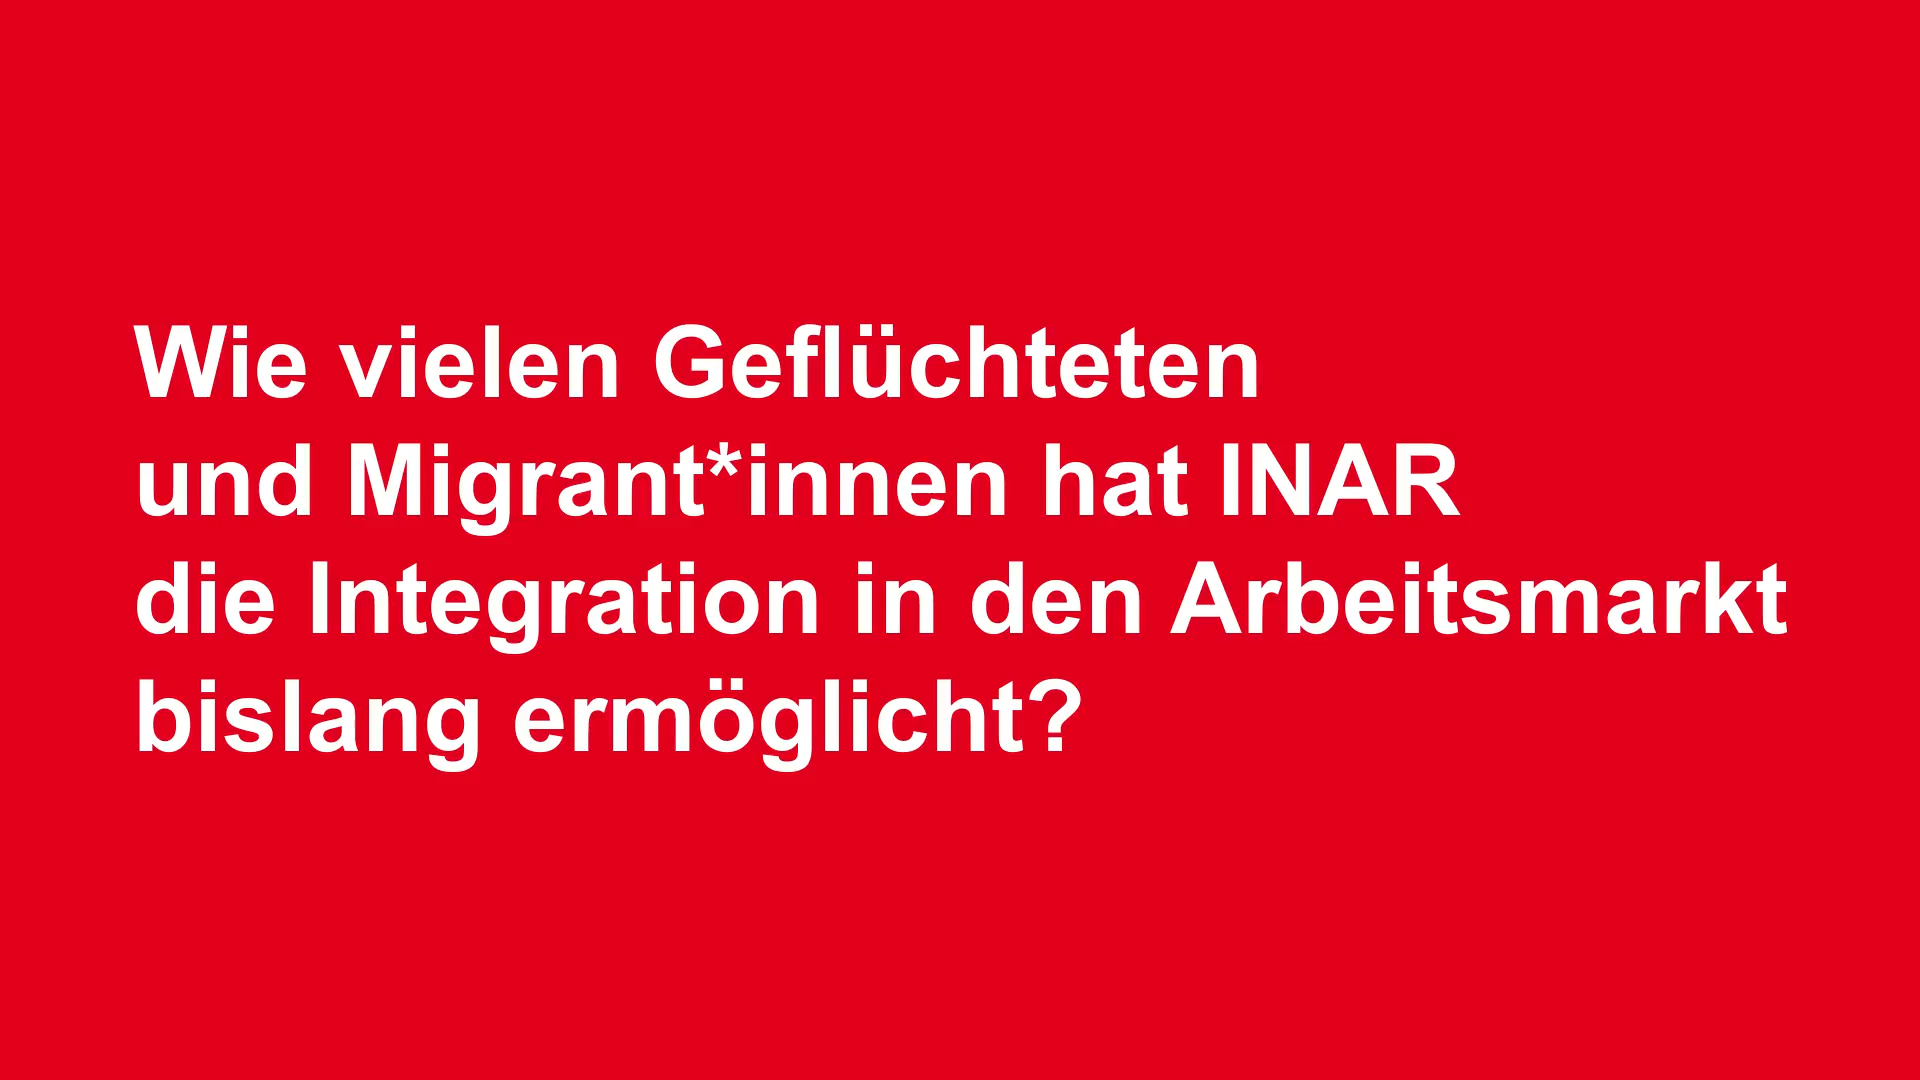 Wie vielen Geflüchteten
und Migrant*innen hat INAR
die Integration in den Arbeitsmarkt
bislang ermöglicht?